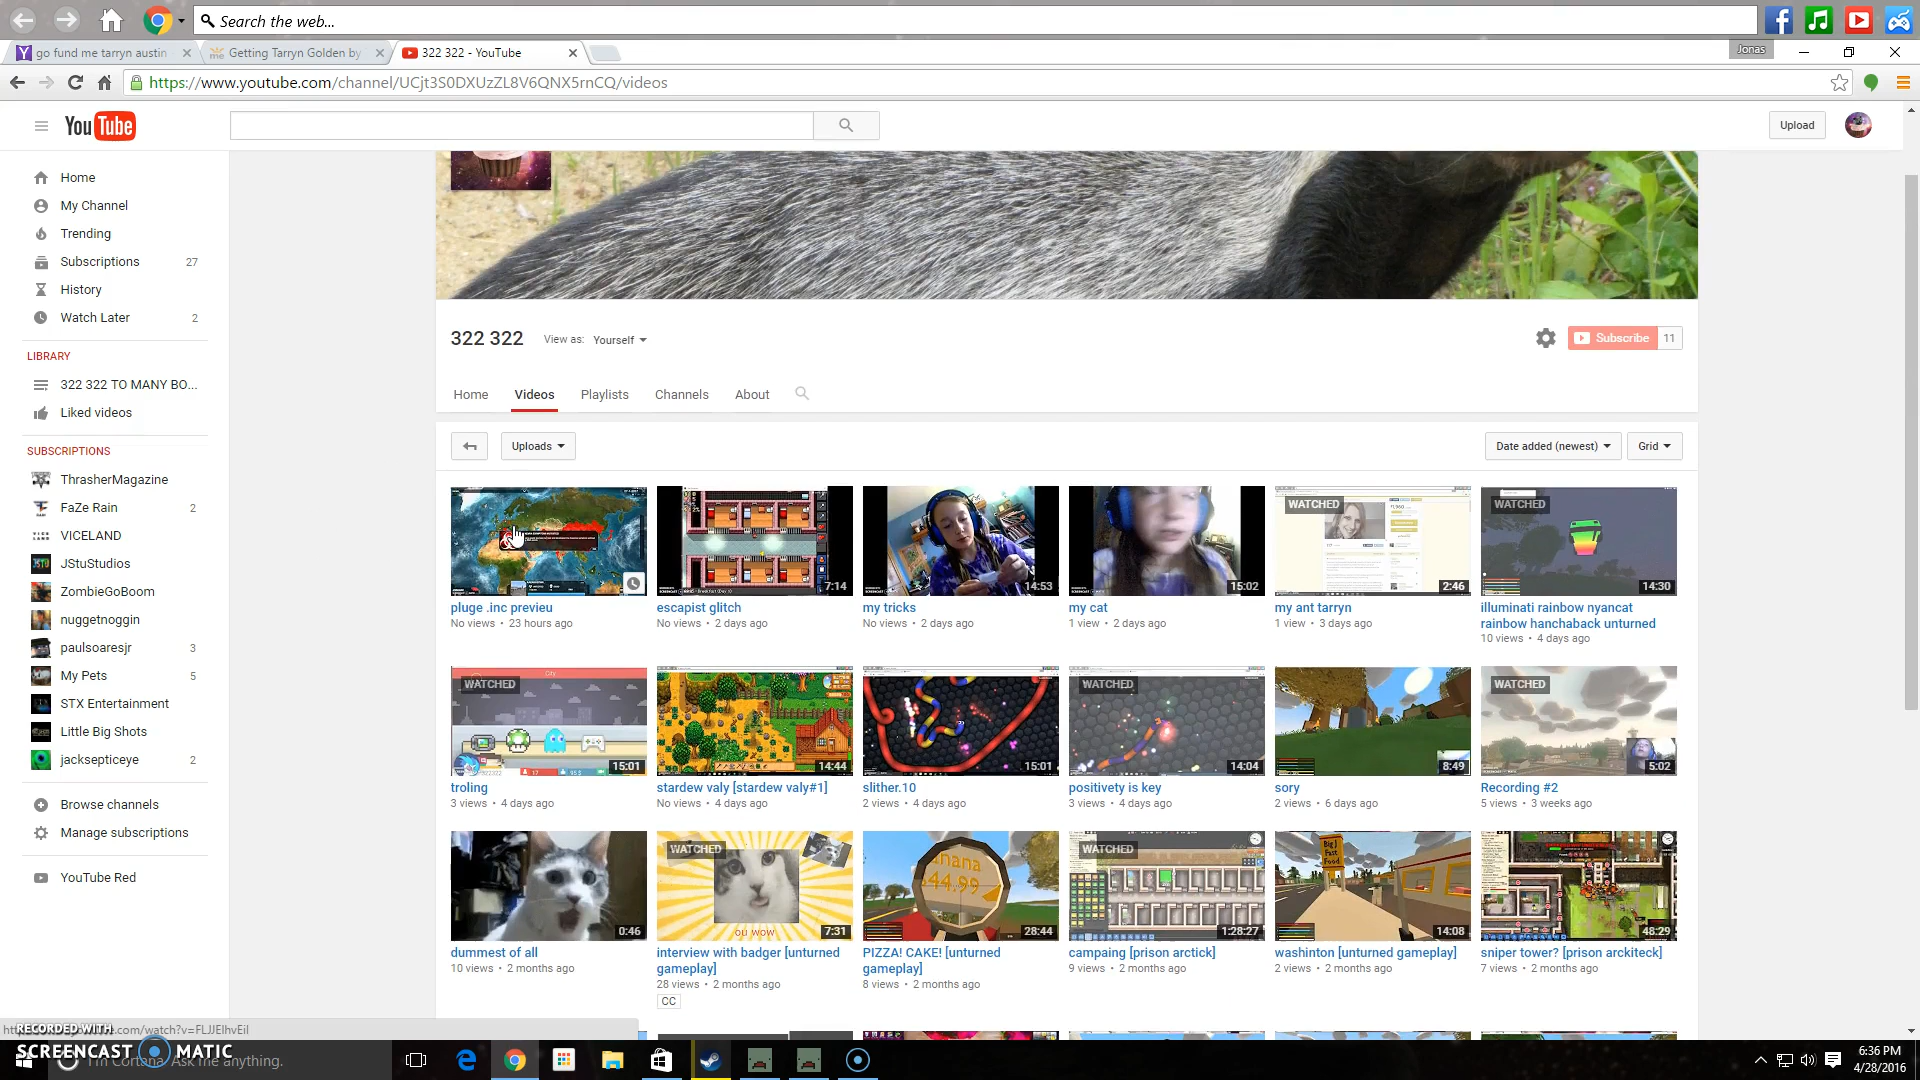 Search the web...
go fund me tarryn austin
Getting Tarryn Golden by
322 322 - YouTube
Jonas
https://www.youtube.com/channel/UCjt3S0DXUzZL8V6QNX5rnCQ/videos
YouTube
Upload
Home
My Channel
Trending
Subscriptions 27
History
Watch Later 2
LIBRARY
322 322 TO MANY BO...
Liked videos
SUBSCRIPTIONS
ThrasherMagazine
FaZe Rain 2
VICELAND
JStuStudios
ZombieGoBoom
nuggetnoggin
paulsoaresjr 3
My Pets 5
STX Entertainment
Little Big Shots
jacksepticeye 2
Browse channels
Manage subscriptions
YouTube Red
322 322 View as: Yourself
Subscribe 11
Home Videos Playlists Channels About
Uploads
Date added (newest) Grid
7:14 14:53 15:02 WATCHED 2:46 WATCHED 14:30
pluge .inc previeu
No views • 23 hours ago
escapist glitch
No views • 2 days ago
my tricks
No views • 2 days ago
my cat
1 view • 2 days ago
my ant tarryn
1 view • 3 days ago
illuminati rainbow nyancat
rainbow hanchaback unturned
10 views • 4 days ago
WATCHED 15:01 14:44 15:01 WATCHED 14:04 8:49 WATCHED 5:02
troling
3 views • 4 days ago
stardew valy [stardew valy#1]
No views • 4 days ago
slither.10
2 views • 4 days ago
positivety is key
3 views • 4 days ago
sory
2 views • 6 days ago
Recording #2
5 views • 3 weeks ago
0:46 WATCHED OU WOW 7:31 44.99 28:44 WATCHED 1:28:27 Big J Fast Food 14:08 48:29
dummest of all
10 views • 2 months ago
interview with badger [unturned
gameplay]
28 views • 2 months ago
CC
PIZZA! CAKE! [unturned
gameplay]
8 views • 2 months ago
campaing [prison arctick]
9 views • 2 months ago
washinton [unturned gameplay]
2 views • 2 months ago
sniper tower? [prison arckiteck]
7 views • 2 months ago
RECORDED WITH
SCREENCAST MATIC
I'm Cortana. Ask me anything.
6:36 PM
4/28/2016